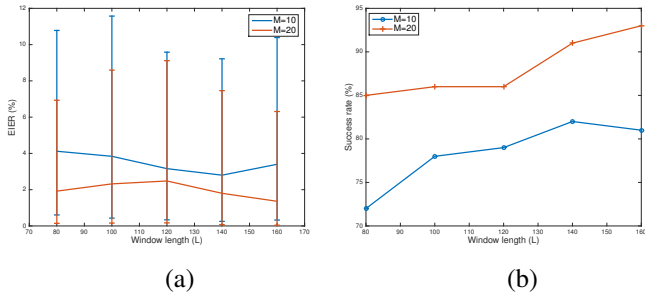 12
10
8
6
4
2
0
EIER (%)
70 80 90 100 110 120 130 140 150 160 170
Window length (L)
M=10
M=20
(a)
95
90
85
80
75
70
Success rate (%)
80 90 100 110 120 130 140 150 160
Window length (L)
M=10
M=20
(b)